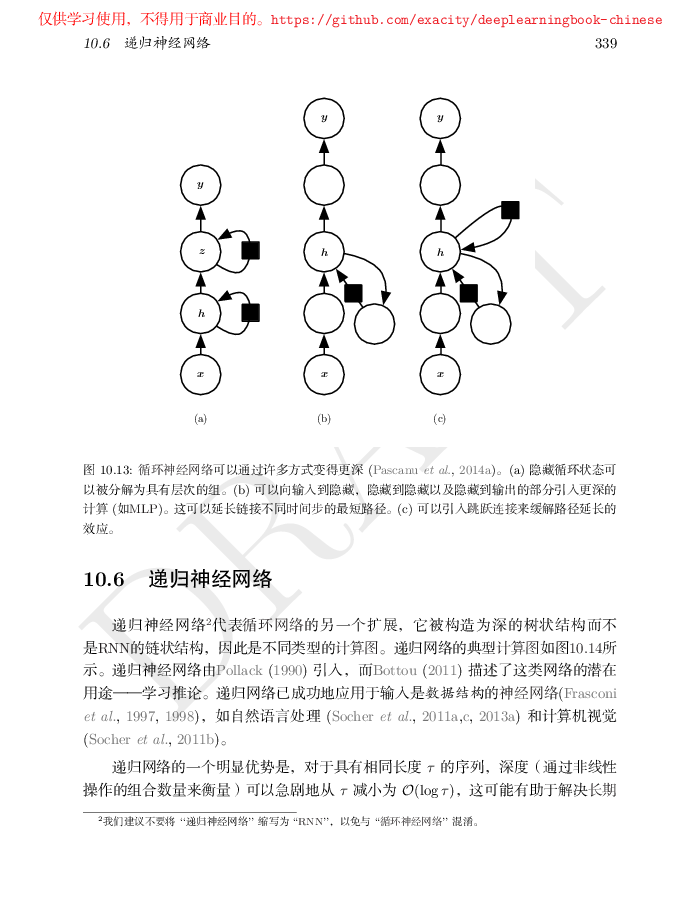 仅供学习使用，不得用于商业目的。https://github.com/exacity/deeplearningbook-chinese
10.6 递归神经网络 339
y y
y
z h h
h
x x x
(a) (b) (c)
图 10.13: 循环神经网络可以通过许多方式变得更深 (Pascanu et al., 2014a)。(a) 隐藏循环状态可
以被分解为具有层次的组。(b) 可以向输入到隐藏，隐藏到隐藏以及隐藏到输出的部分引入更深的
计算 (如MLP)。这可以延长链接不同时间步的最短路径。(c) 可以引入跳跃连接来缓解路径延长的
效应。
10.6 递归神经网络
递归神经网络²代表循环网络的另一个扩展，它被构造为深的树状结构而不
是RNN的链状结构，因此是不同类型的计算图。递归网络的典型计算图如图10.14所
示。递归神经网络由Pollack (1990) 引入，而Bottou (2011) 描述了这类网络的潜在
用途——学习推论。递归网络已成功地应用于输入是数据结构的神经网络(Frasconi
et al., 1997, 1998)，如自然语言处理 (Socher et al., 2011a,c, 2013a) 和计算机视觉
(Socher et al., 2011b)。
递归网络的一个明显优势是，对于具有相同长度 τ 的序列，深度（通过非线性
操作的组合数量来衡量）可以急剧地从 τ 减小为 O(log τ)，这可能有助于解决长期
²我们建议不要将 “递归神经网络” 缩写为 “RNN”，以免与 “循环神经网络” 混淆。
DRAFT